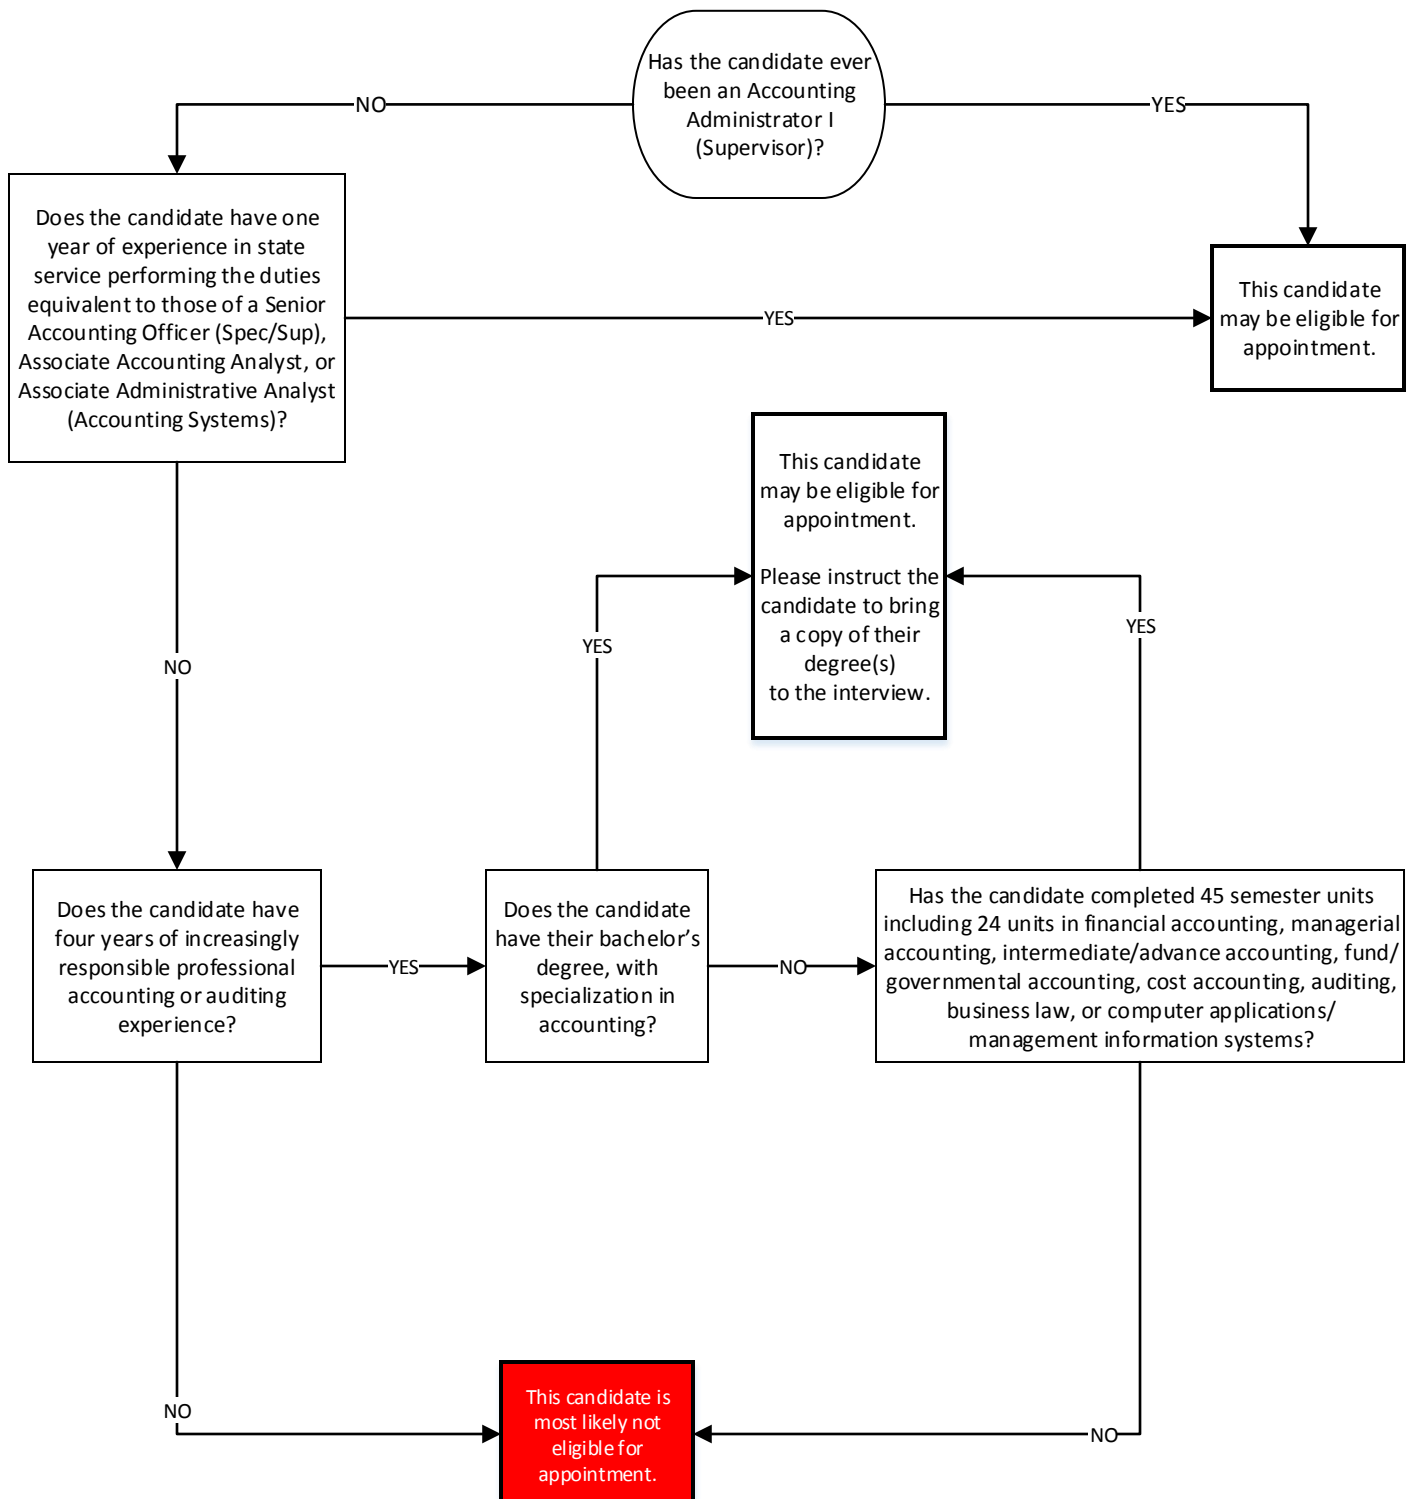 Has the candidate ever
been an Accounting
Administrator I
(Supervisor)?
NO
YES
Does the candidate have one
year of experience in state
service performing the duties
equivalent to those of a Senior
Accounting Officer (Spec/Sup),
Associate Accounting Analyst, or
Associate Administrative Analyst
(Accounting Systems)?
YES
This candidate
may be eligible for
appointment.
This candidate
may be eligible for
appointment.
Please instruct the
candidate to bring
a copy of their
degree(s)
to the interview.
NO
YES
YES
Does the candidate have
four years of increasingly
responsible professional
accounting or auditing
experience?
YES
Does the candidate
have their bachelor's
degree, with
specialization in
accounting?
NO
Has the candidate completed 45 semester units
including 24 units in financial accounting, managerial
accounting, intermediate/advance accounting, fund/
governmental accounting, cost accounting, auditing,
business law, or computer applications/
management information systems?
NO
This candidate is
most likely not
eligible for
appointment.
NO